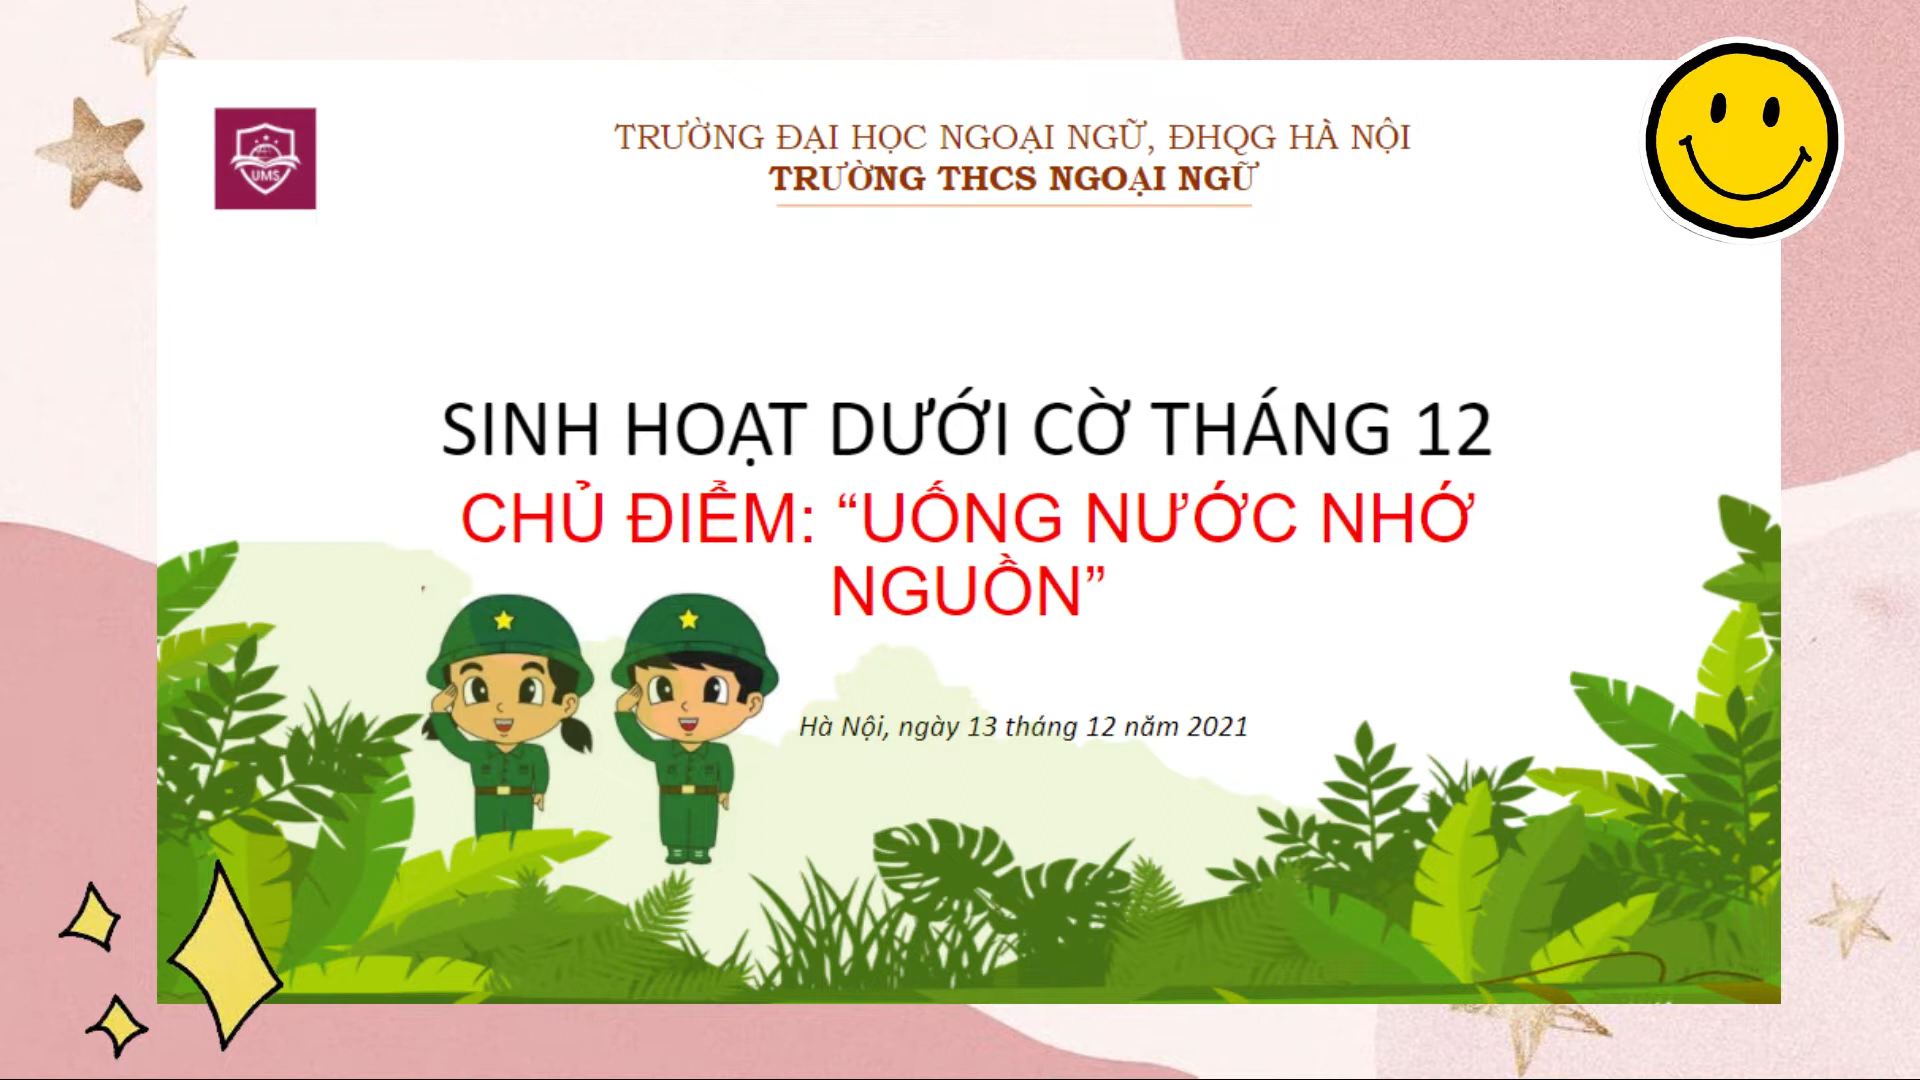 UMS
TRƯỜNG ĐẠI HỌC NGOẠI NGỮ, ĐHQG HÀ NỘI
TRƯỜNG THCS NGOẠI NGỮ
SINH HOẠT DƯỚI CỜ THÁNG 12
CHỦ ĐIỂM: “UỐNG NƯỚC NHỚ
NGUỒN”
Hà Nội, ngày 13 tháng 12 năm 2021